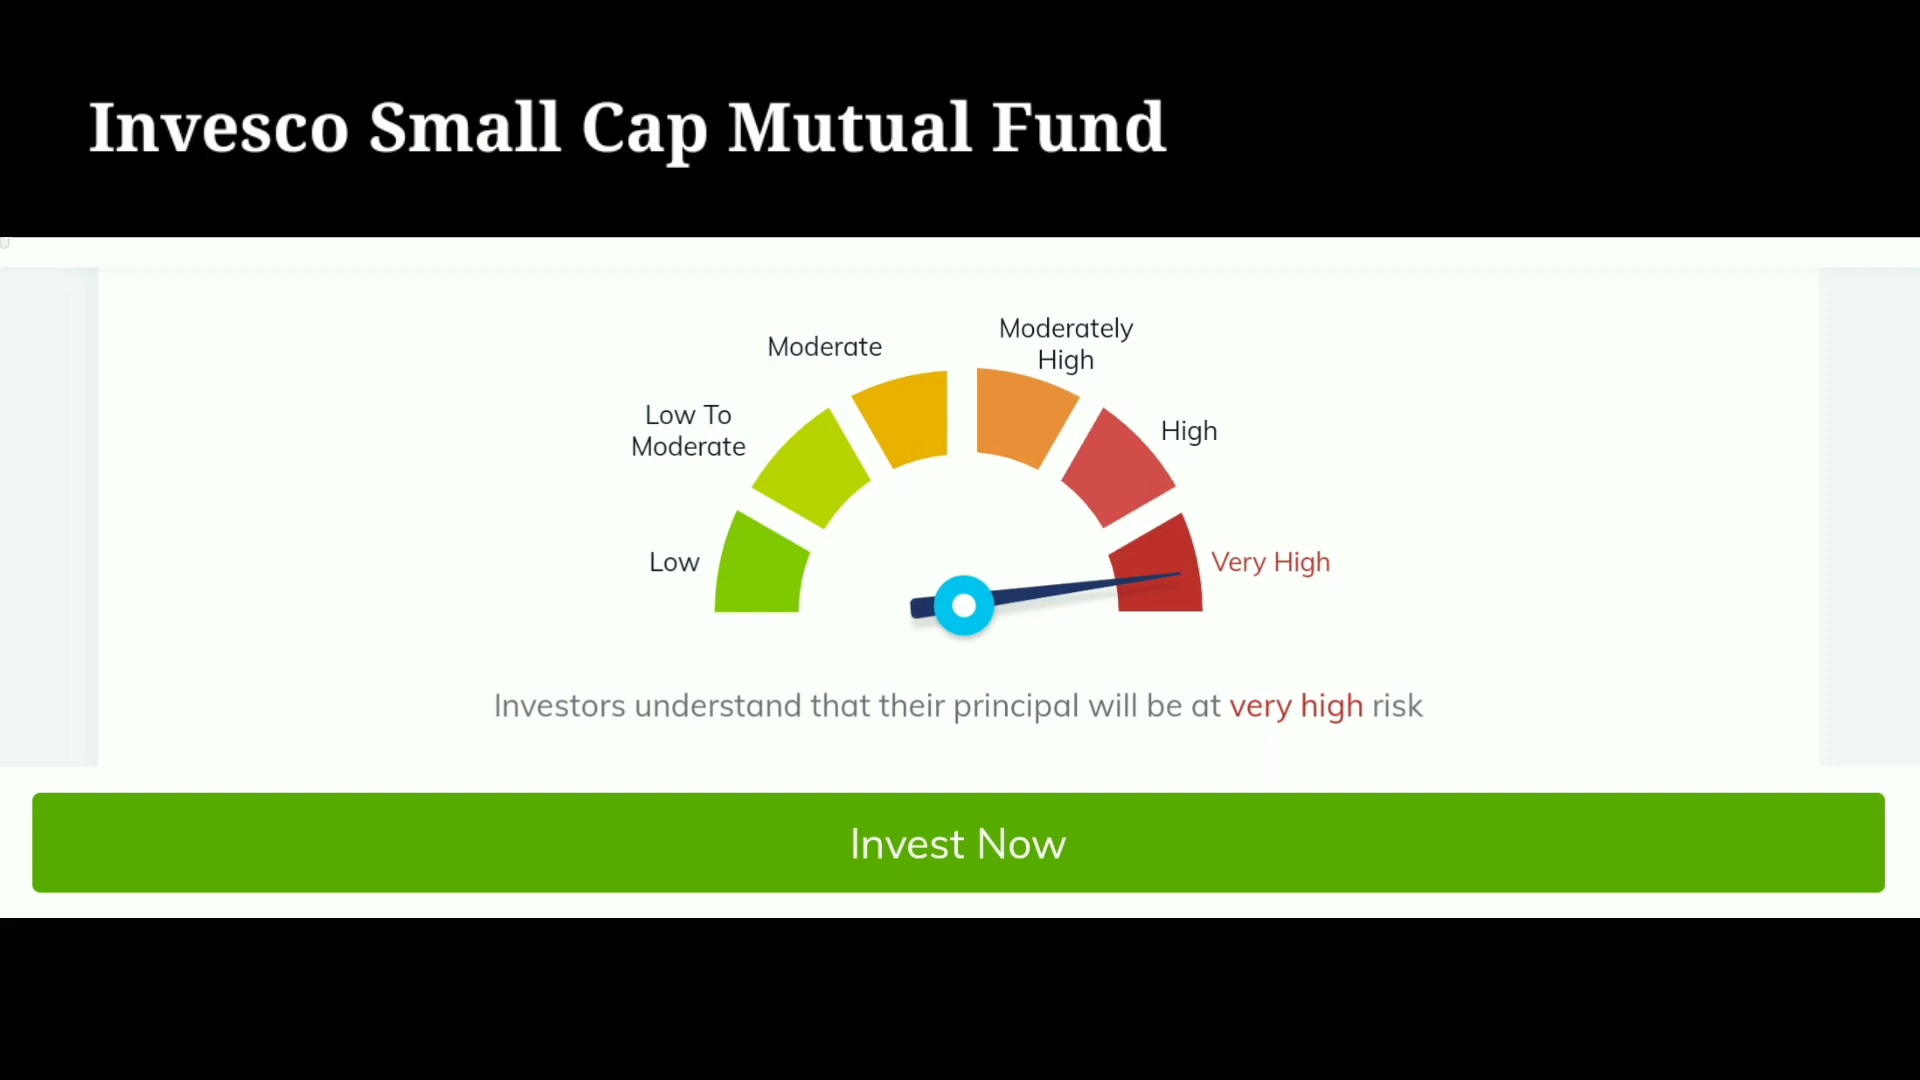 Invesco Small Cap Mutual Fund
Moderately
High
Moderate
Low To
Moderate
High
Low
Very High
Investors understand that their principal will be at very high risk
Invest Now